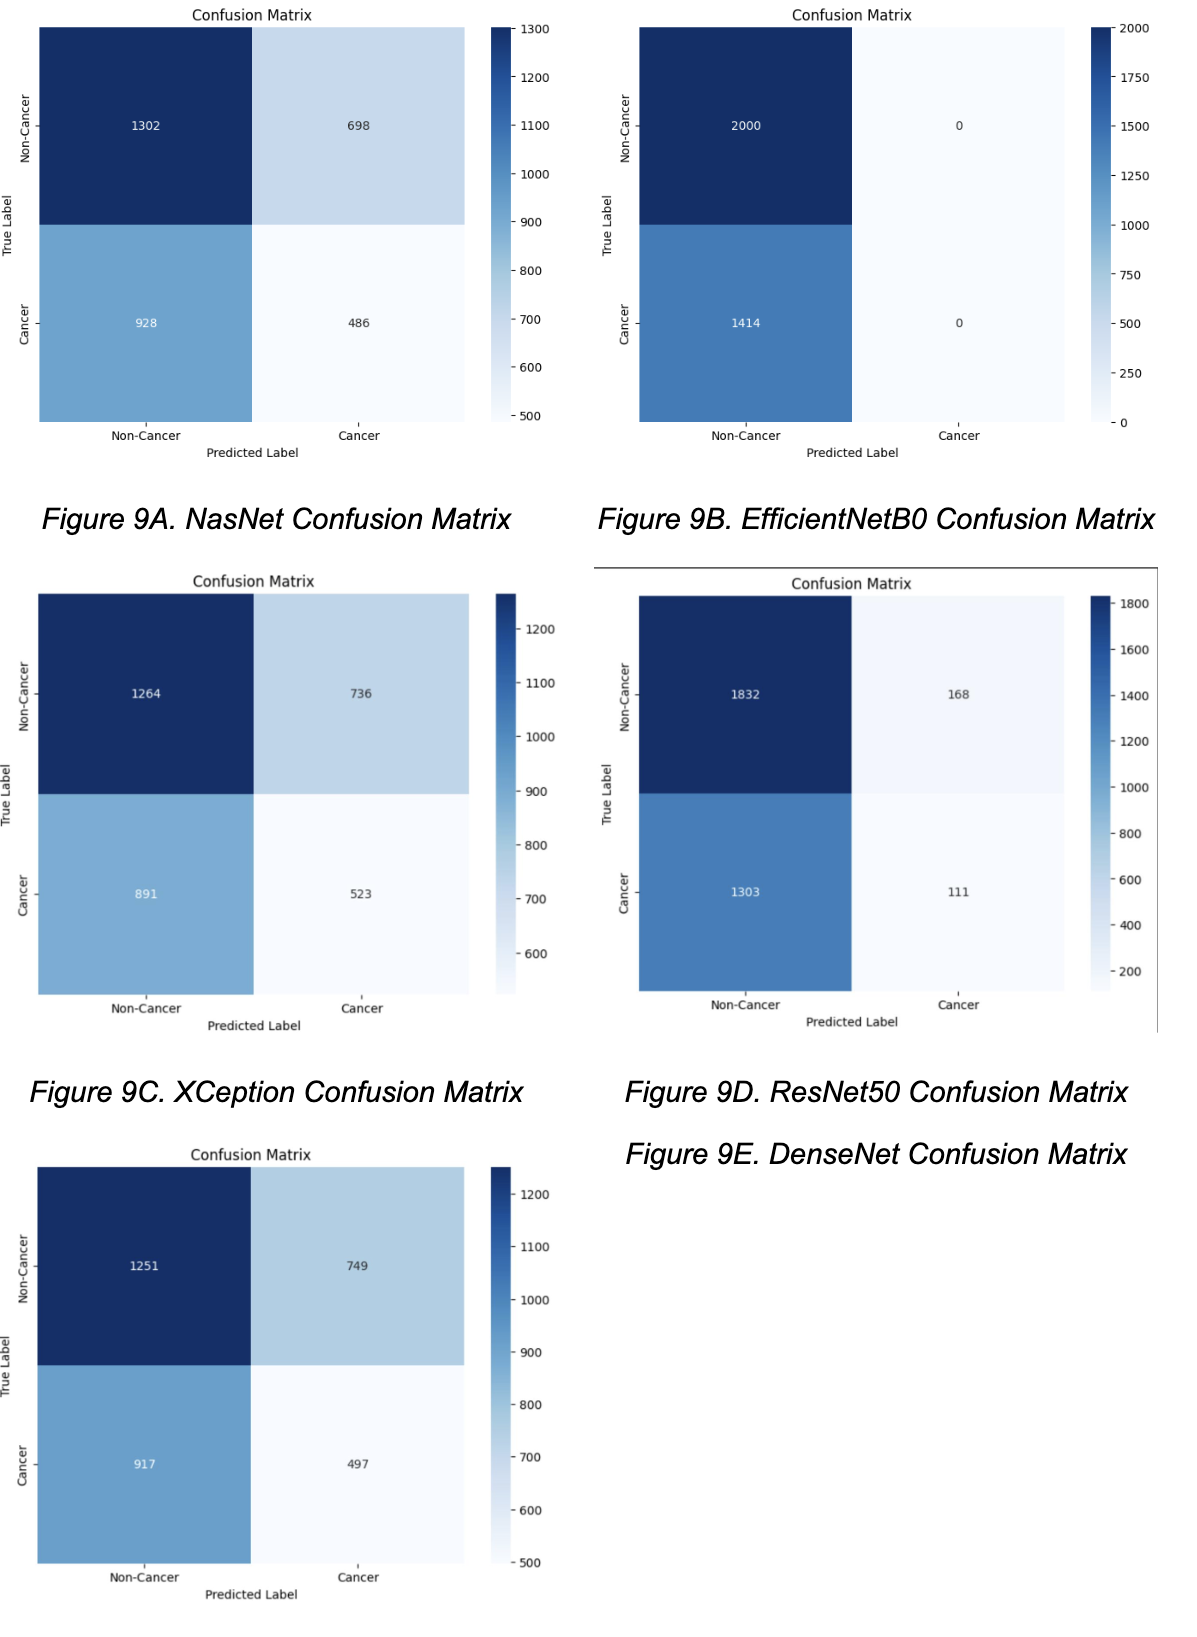 Confusion Matrix
1302
698
928
486
Non-Cancer
Cancer
True Label
Non-Cancer
Cancer
Predicted Label
1300
1200
1100
1000
900
800
700
600
500
Confusion Matrix
2000
0
1414
0
Non-Cancer
Cancer
True Label
Non-Cancer
Cancer
Predicted Label
2000
1750
1500
1250
1000
750
500
250
0
Figure 9A. NasNet Confusion Matrix
Figure 9B. EfficientNetB0 Confusion Matrix
Confusion Matrix
1264
736
891
523
Non-Cancer
Cancer
True Label
Non-Cancer
Cancer
Predicted Label
1200
1100
1000
900
800
700
600
Confusion Matrix
1832
168
1303
111
Non-Cancer
Cancer
True Label
Non-Cancer
Cancer
Predicted Label
1800
1600
1400
1200
1000
800
600
400
200
Figure 9C. XCeption Confusion Matrix
Figure 9D. ResNet50 Confusion Matrix
Figure 9E. DenseNet Confusion Matrix
Confusion Matrix
1251
749
917
497
Non-Cancer
Cancer
True Label
Non-Cancer
Cancer
Predicted Label
1200
1100
1000
900
800
700
600
500